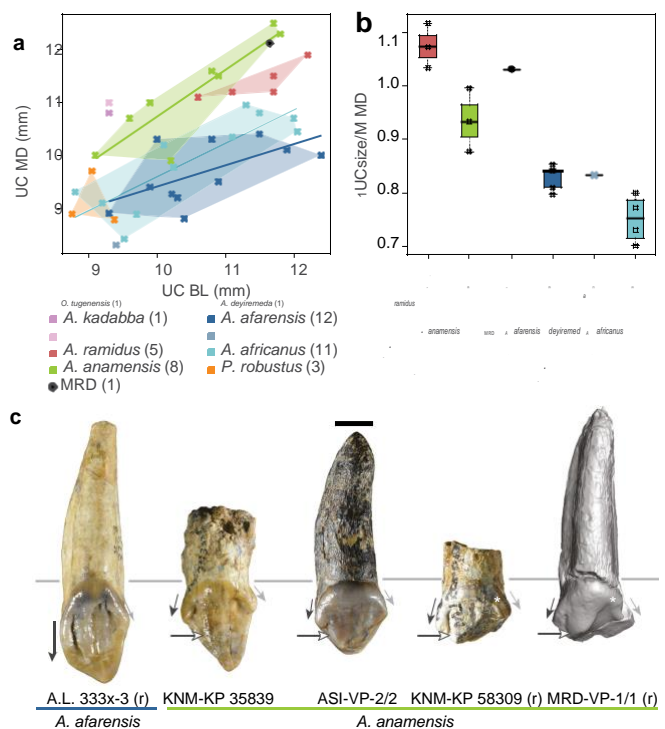 a
UC MD (mm)
12
11
10
9
9
10
11
12
UC BL (mm)
O. tugenensis (1)
A. kadabba (1)
A. ramidus (5)
A. anamensis (8)
MRD (1)
A. deyiremeda (1)
A. afarensis (12)
A. africanus (11)
P. robustus (3)
b
1UCsize/M MD
1.1
1.0
0.9
0.8
0.7
ramidus
anamensis
MRD
A
afarensis
deyiremed
a
A
africanus
c
*
*
A.L. 333x-3 (r)
KNM-KP 35839
ASI-VP-2/2
KNM-KP 58309 (r)
MRD-VP-1/1 (r)
A. afarensis
A. anamensis